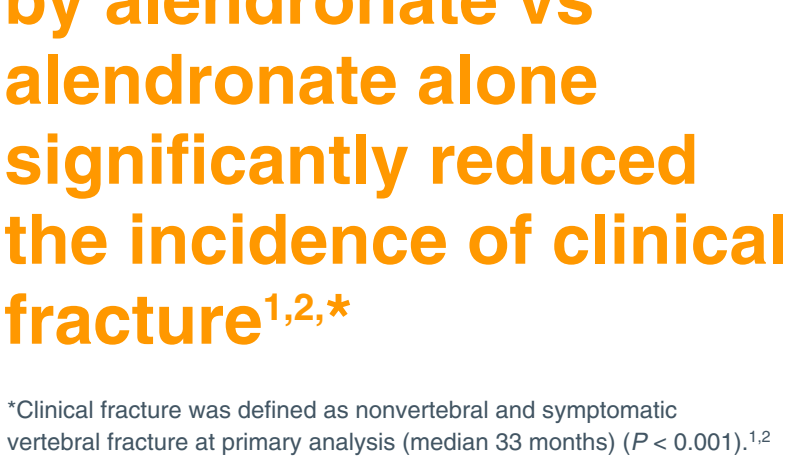 by alendronate vs
alendronate alone
significantly reduced
the incidence of clinical
fracture1,2,*
*Clinical fracture was defined as nonvertebral and symptomatic
vertebral fracture at primary analysis (median 33 months) (P < 0.001).1,2